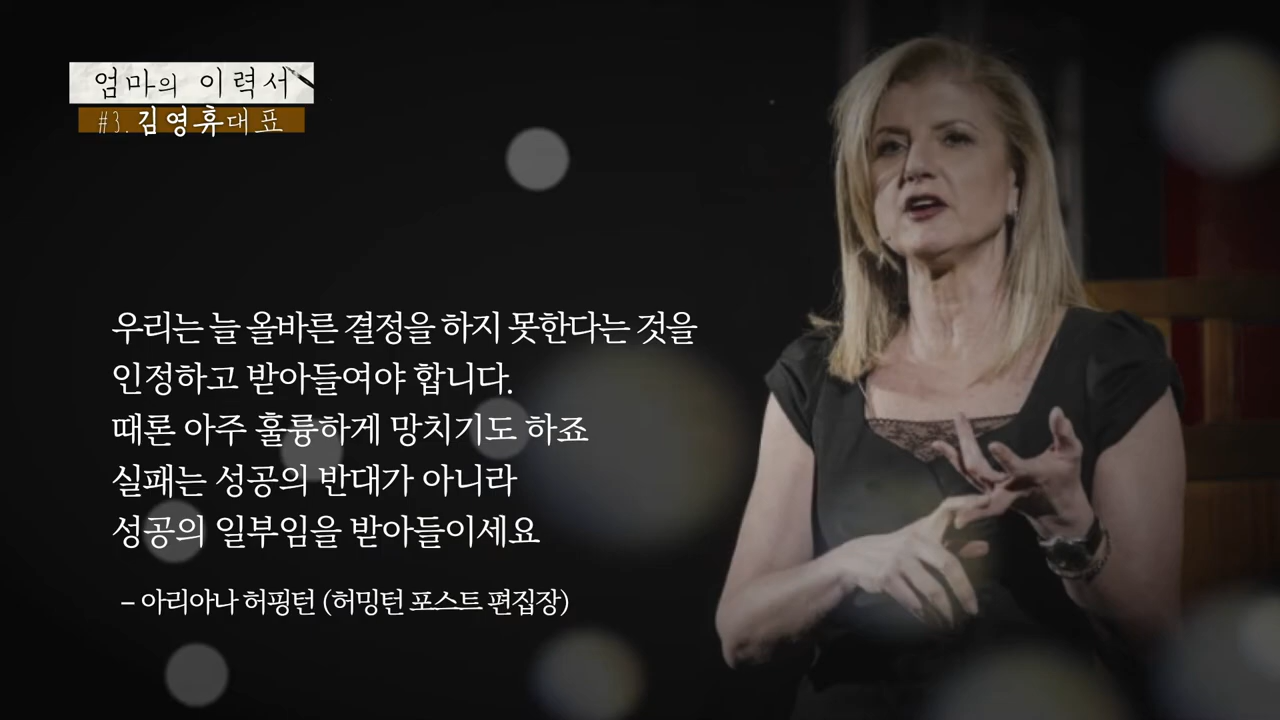 엄마의 이력서
#3. 김영휴대표
우리는 늘 올바른 결정을 하지 못한다는 것을
인정하고 받아들여야 합니다.
때론 아주 훌륭하게 망치기도 하죠
실패는 성공의 반대가 아니라
성공의 일부임을 받아들이세요
– 아리아나 허핑턴 (허밍턴 포스트 편집장)